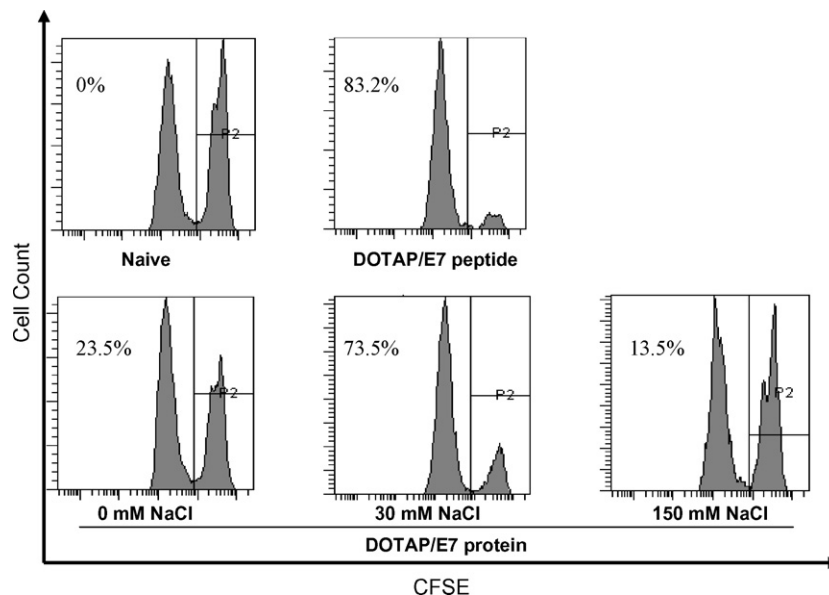 0%
P2
Naive
83.2%
P2
DOTAP/E7 peptide
Cell Count
23.5%
P2
0 mM NaCl
73.5%
P2
30 mM NaCl
13.5%
P2
150 mM NaCl
DOTAP/E7 protein
CFSE